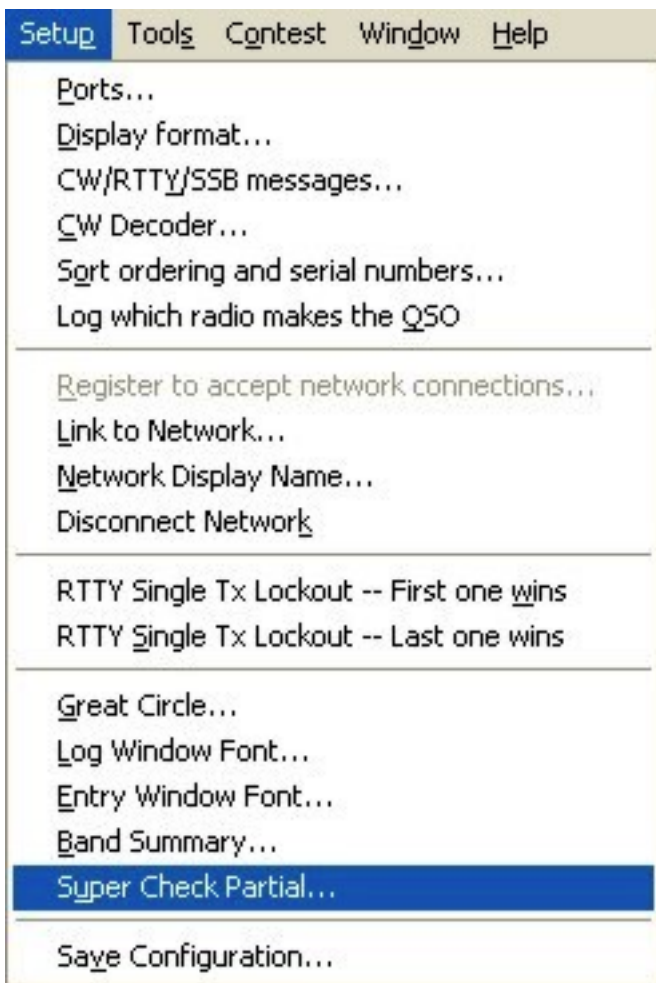 Setup Tools Contest Window Help
Ports...
Display format...
CW/RTTY/SSB messages...
CW Decoder...
Sort ordering and serial numbers...
Log which radio makes the QSO
Register to accept network connections...
Link to Network...
Network Display Name...
Disconnect Network
RTTY Single Tx Lockout -- First one wins
RTTY Single Tx Lockout -- Last one wins
Great Circle...
Log Window Font...
Entry Window Font...
Band Summary...
Super Check Partial...
Save Configuration...